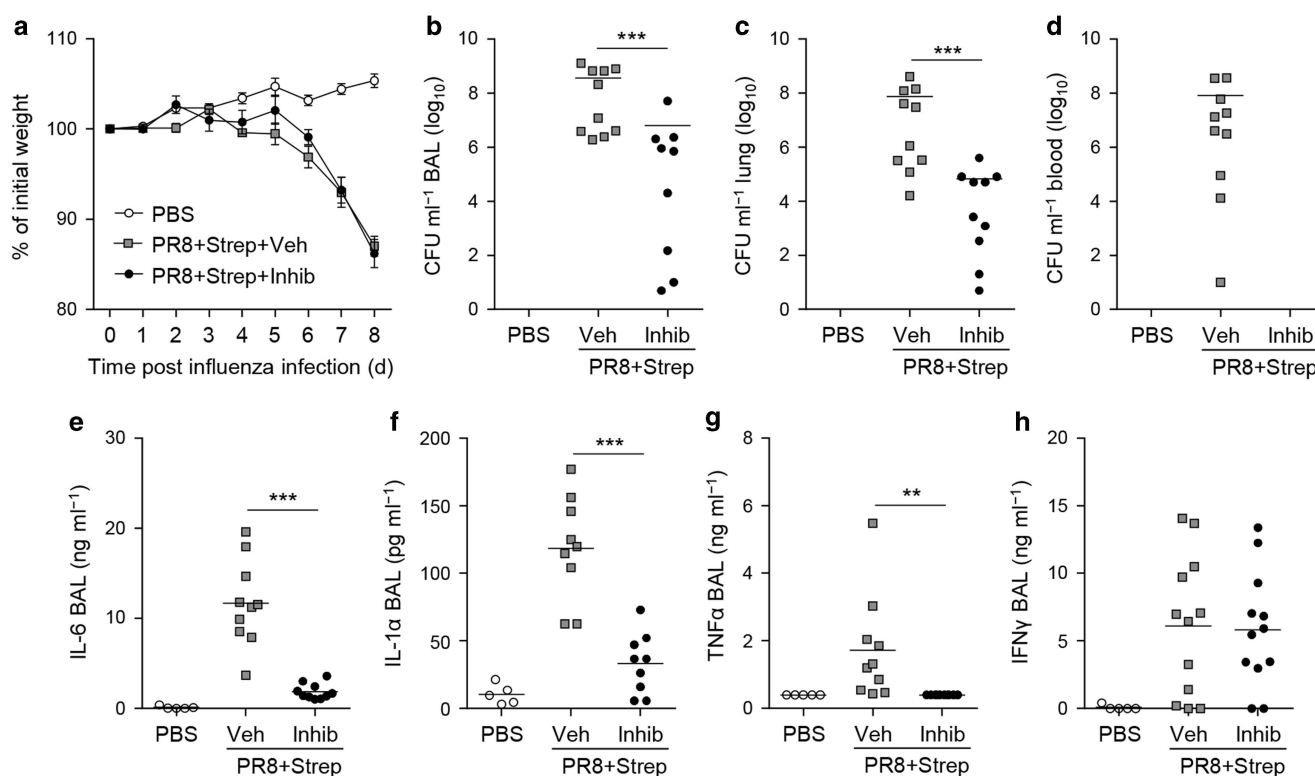 a
110
100
90
80
% of initial weight
PBS
PR8+Strep+Veh
PR8+Strep+Inhib
0 1 2 3 4 5 6 7 8
Time post influenza infection (d)
b
***
10
8
6
4
2
0
CFU ml⁻¹ BAL (log₁₀)
PBS Veh Inhib
PR8+Strep
c
***
10
8
6
4
2
0
CFU ml⁻¹ lung (log₁₀)
PBS Veh Inhib
PR8+Strep
d
10
8
6
4
2
0
CFU ml⁻¹ blood (log₁₀)
PBS Veh Inhib
PR8+Strep
e
***
30
20
10
0
IL-6 BAL (ng ml⁻¹)
PBS Veh Inhib
PR8+Strep
f
***
200
150
100
50
0
IL-1α BAL (pg ml⁻¹)
PBS Veh Inhib
PR8+Strep
g
**
8
6
4
2
0
TNFα BAL (ng ml⁻¹)
PBS Veh Inhib
PR8+Strep
h
20
15
10
5
0
IFNγ BAL (ng ml⁻¹)
PBS Veh Inhib
PR8+Strep